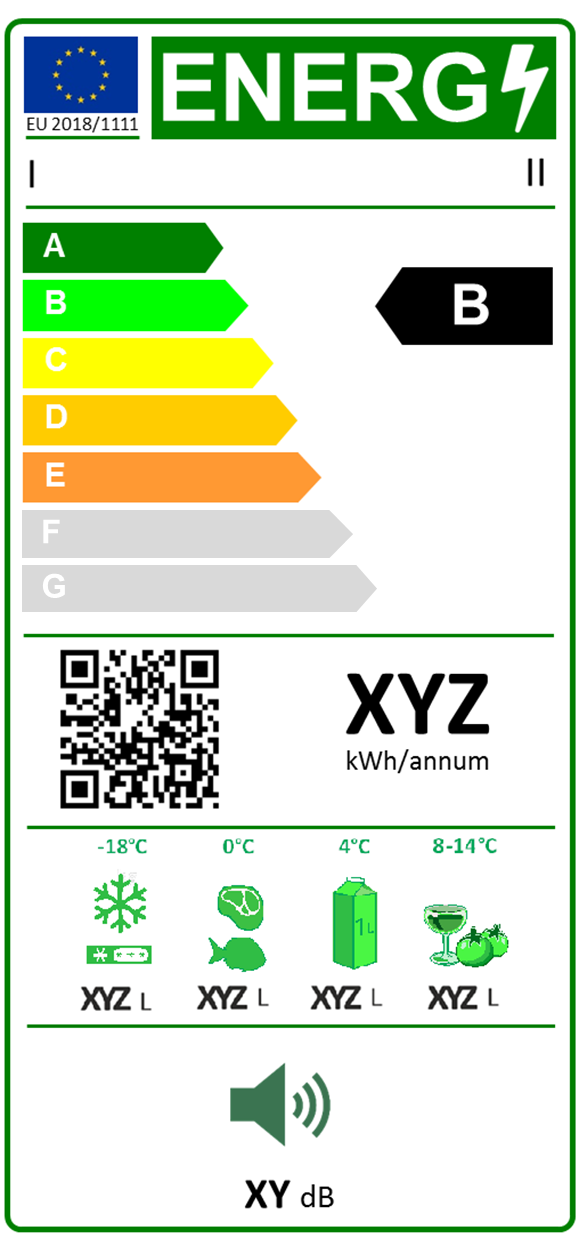 ENERG
EU 2018/1111
I II
A
B B
C
D
E
F
G
XYZ
kWh/annum
-18°C 0°C 4°C 8-14°C
1L
XYZ L XYZ L XYZ L XYZ L
XY dB